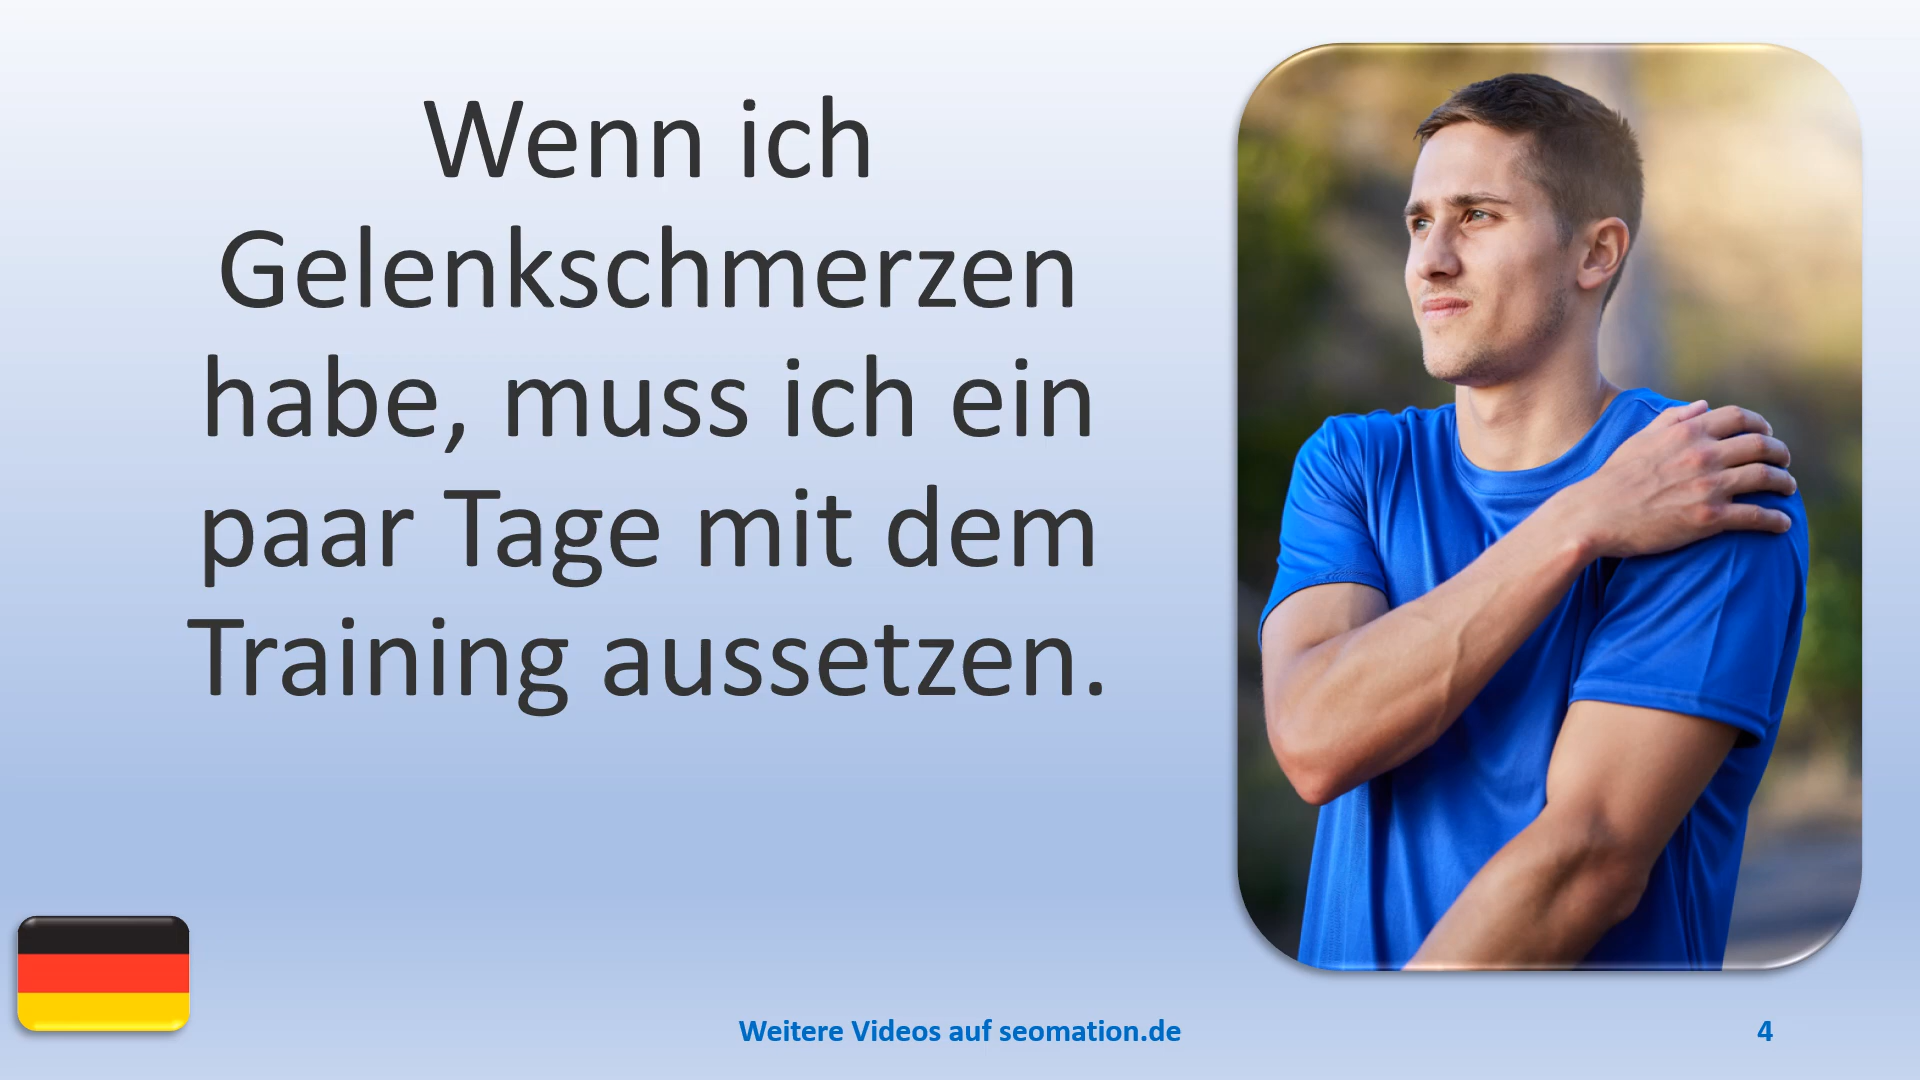 Wenn ich
Gelenkschmerzen
habe, muss ich ein
paar Tage mit dem
Training aussetzen.
Weitere Videos auf seomation.de
4